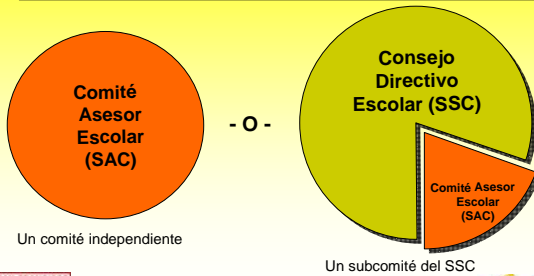 Comité
Asesor
Escolar
(SAC)
- O -
Consejo
Directivo
Escolar (SSC)
Comité Asesor
Escolar
(SAC)
Un comité independiente
Un subcomité del SSC